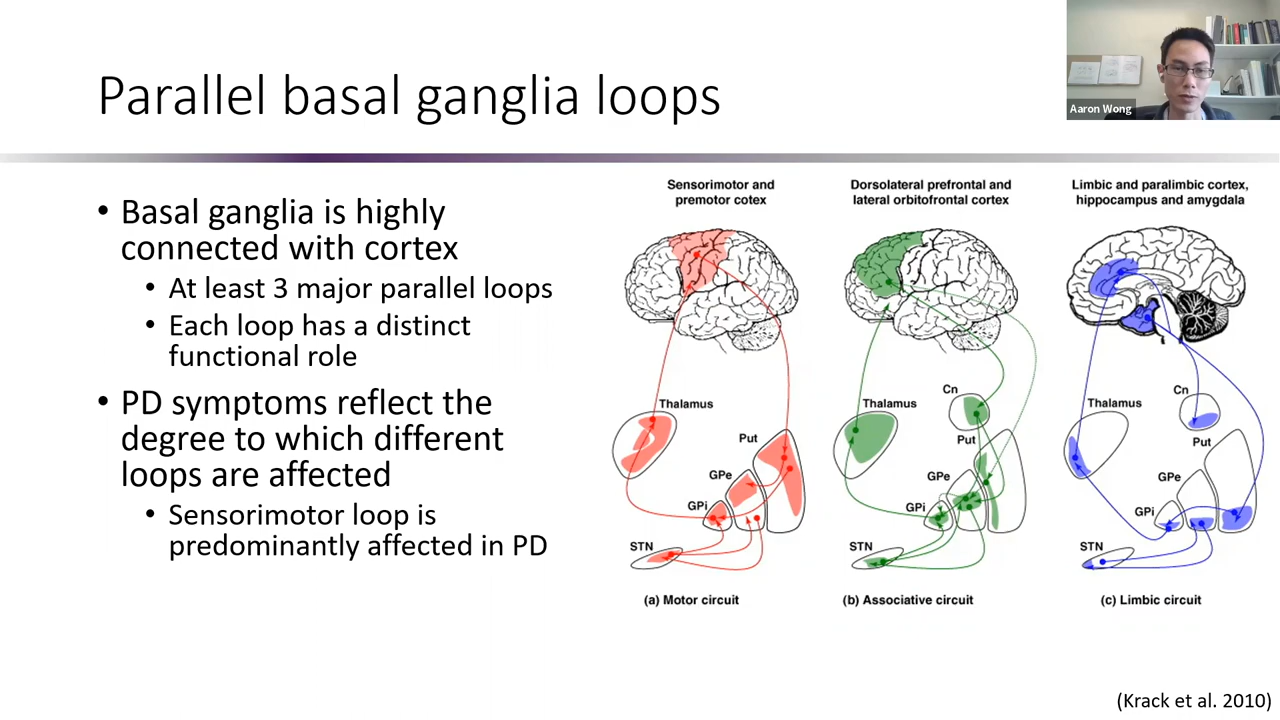 Parallel basal ganglia loops
Aaron Wong
• Basal ganglia is highly
connected with cortex
• At least 3 major parallel loops
• Each loop has a distinct
functional role
• PD symptoms reflect the
degree to which different
loops are affected
• Sensorimotor loop is
predominantly affected in PD
Sensorimotor and
premotor cotex
Thalamus
Put
GPe
GPi
STN
(a) Motor circuit
Dorsolateral prefrontal and
lateral orbitofrontal cortex
Cn
Thalamus
Put
GPe
GPi
STN
(b) Associative circuit
Limbic and paralimbic cortex,
hippocampus and amygdala
Cn
Thalamus
Put
GPe
GPi
STN
(c) Limbic circuit
(Krack et al. 2010)